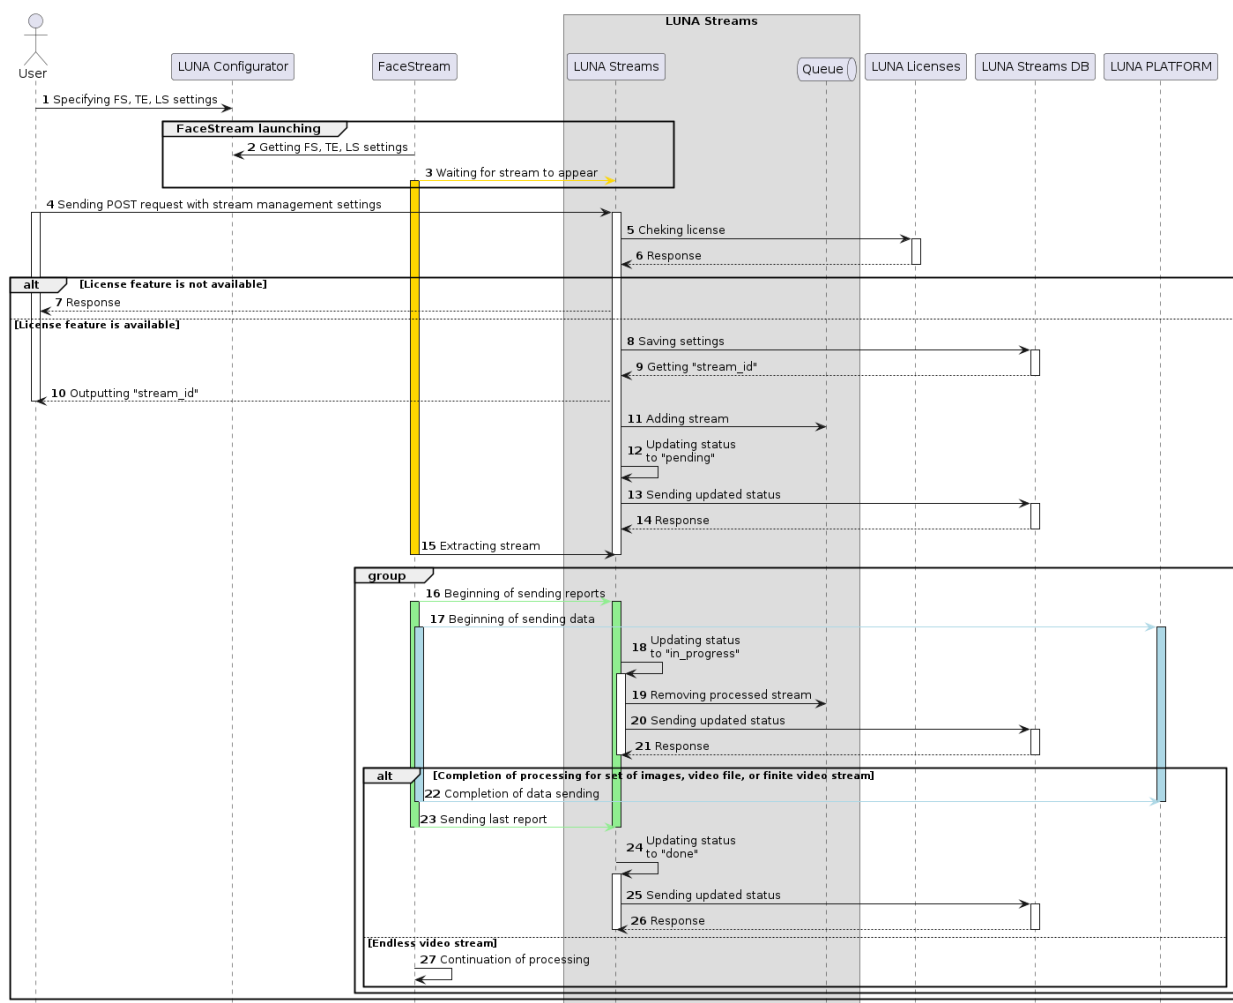 LUNA Streams
User
LUNA Configurator
FaceStream
LUNA Streams
Queue
LUNA Licenses
LUNA Streams DB
LUNA PLATFORM
1 Specifying FS, TE, LS settings
FaceStream launching
2 Getting FS, TE, LS settings
3 Waiting for stream to appear
4 Sending POST request with stream management settings
5 Cheking license
6 Response
alt [License feature is not available]
7 Response
[License feature is available]
8 Saving settings
9 Getting "stream_id"
10 Outputting "stream_id"
11 Adding stream
12 Updating status
to "pending"
13 Sending updated status
14 Response
15 Extracting stream
group
16 Beginning of sending reports
17 Beginning of sending data
18 Updating status
to "in_progress"
19 Removing processed stream
20 Sending updated status
21 Response
alt [Completion of processing for set of images, video file, or finite video stream]
22 Completion of data sending
23 Sending last report
24 Updating status
to "done"
25 Sending updated status
26 Response
[Endless video stream]
27 Continuation of processing